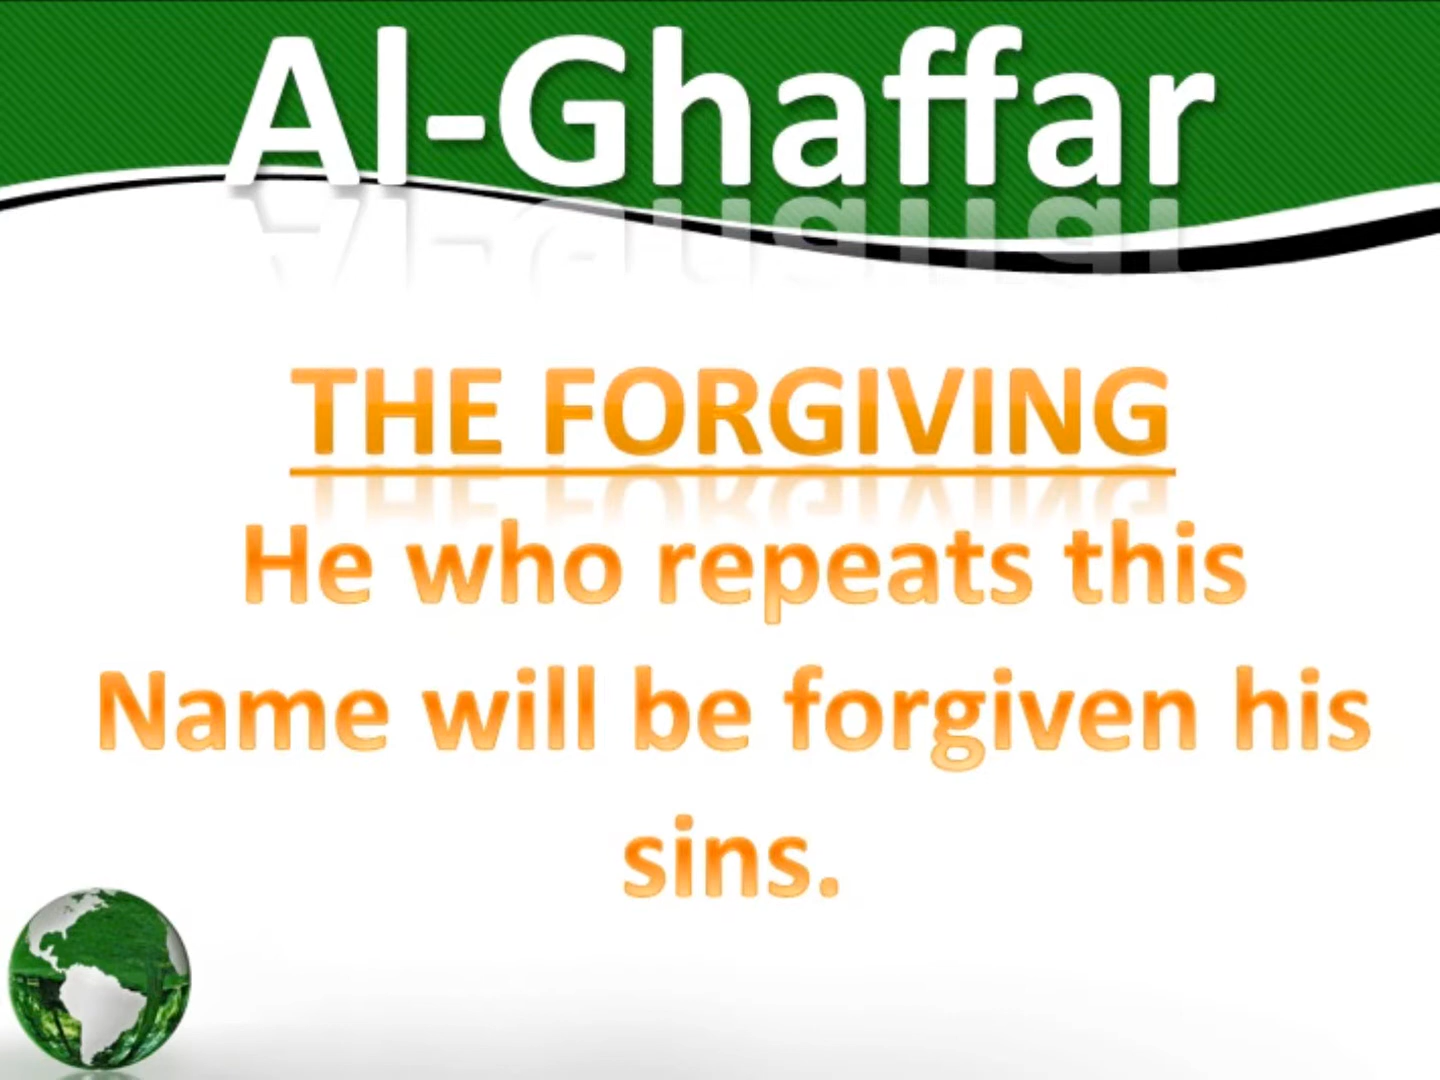 Al-Ghaffar
THE FORGIVING
He who repeats this
Name will be forgiven his
sins.